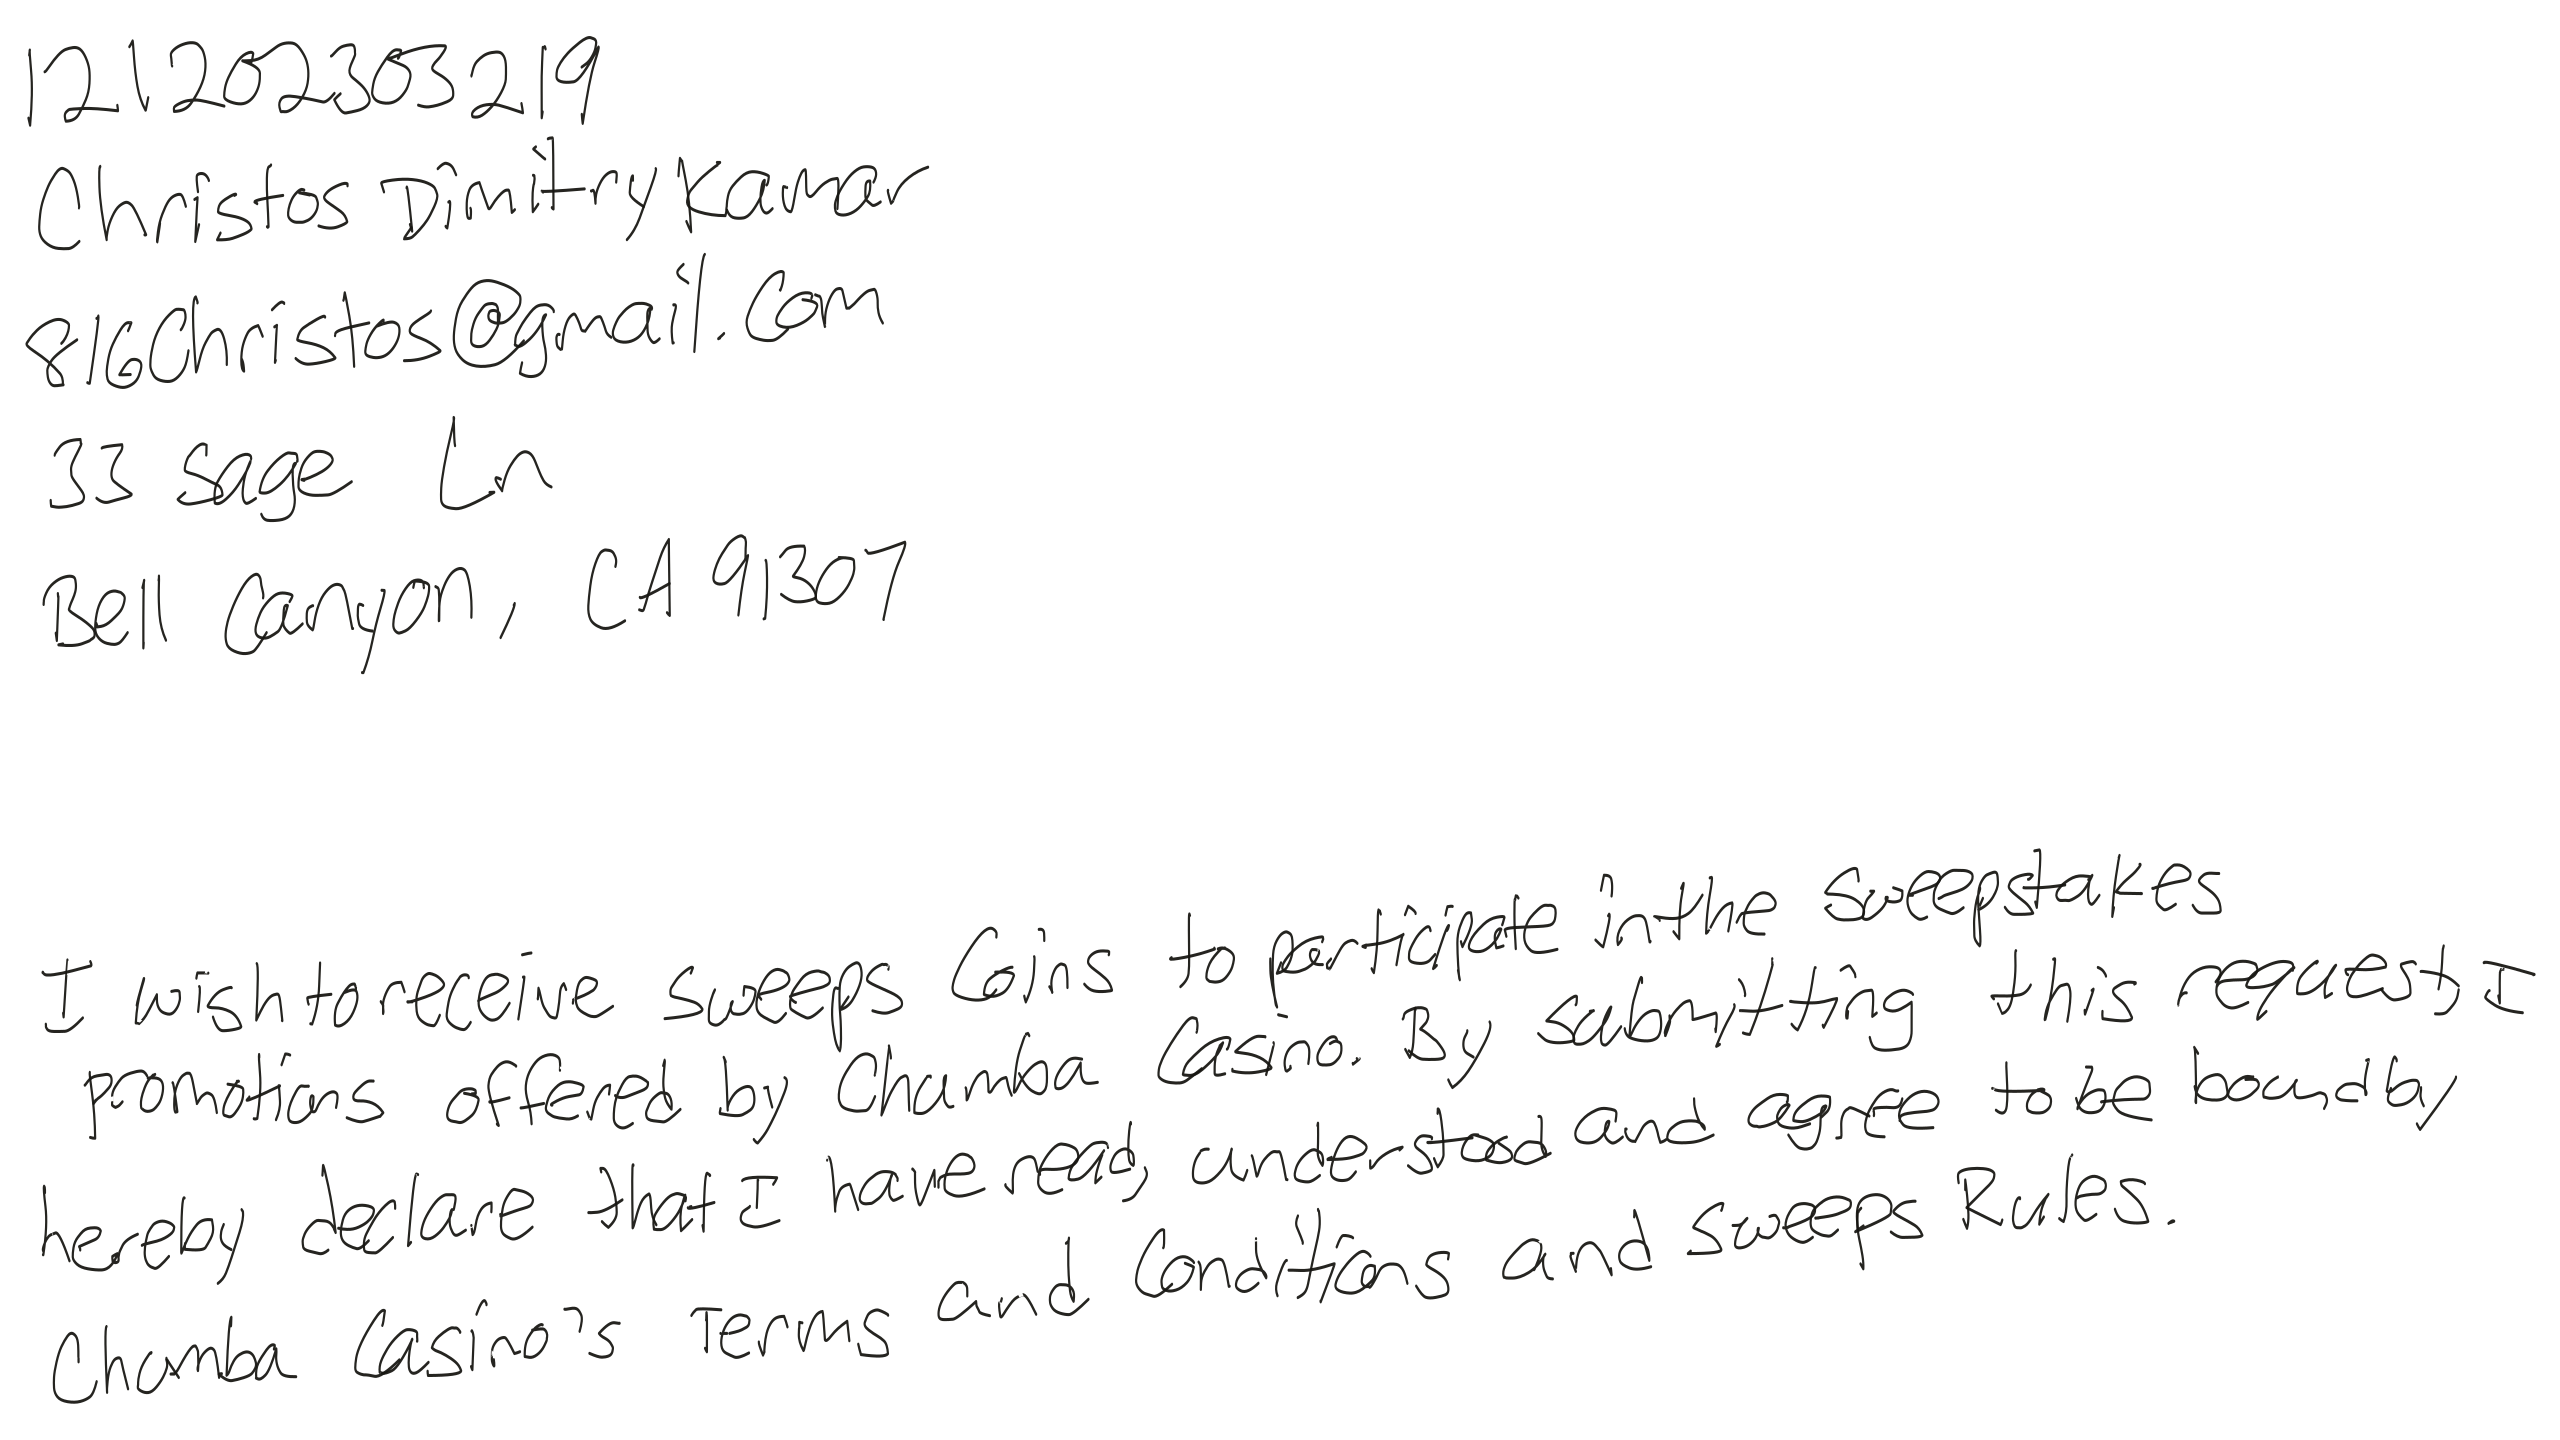 121202303219
Christos Dimitry Kamar
816Christos@gmail.com
33 Sage Ln
Bell Canyon, CA 91307
I wish to receive sweeps Coins to participate in the sweepstakes
promotions offered by Chumba Casino. By submitting this request, I
hereby declare that I have read, understood and agree to be bound by
Chumba Casino's Terms and Conditions and Sweeps Rules.